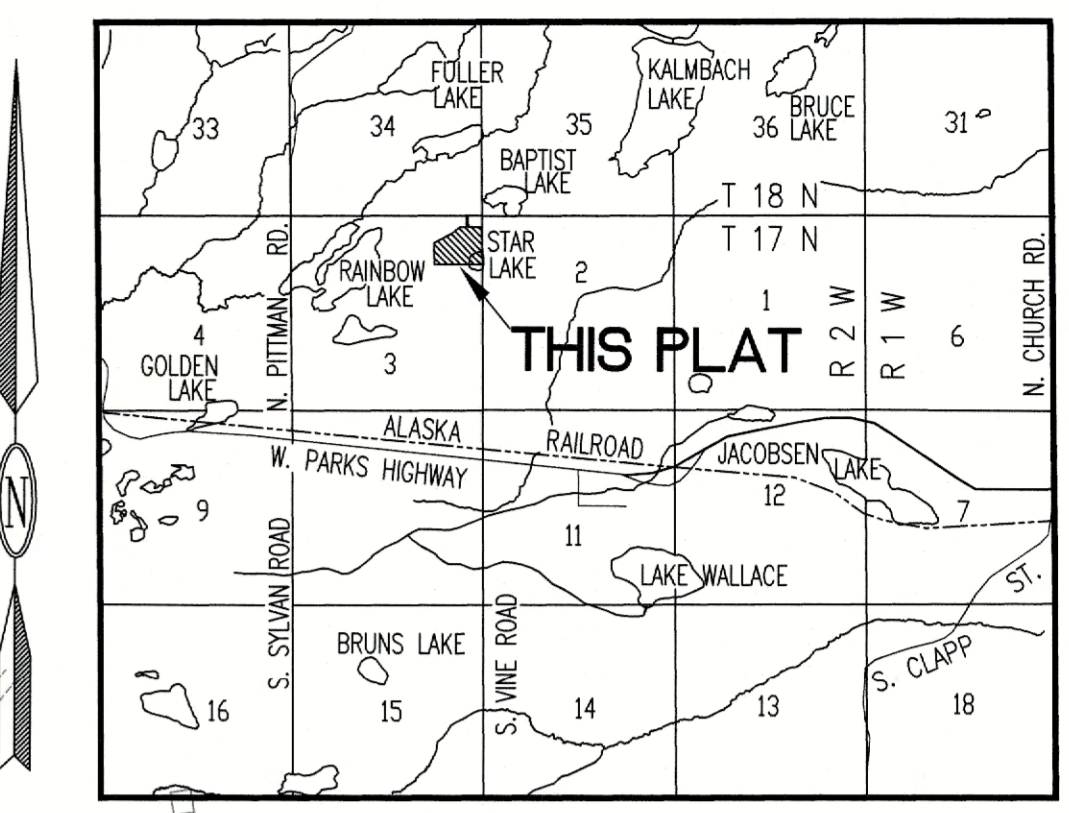 FULLER
LAKE
KALMBACH
LAKE
BRUCE
LAKE
33
34
35
36
31
BAPTIST
LAKE
T 18 N
T 17 N
N. PITTMAN RD.
STAR
LAKE
RAINBOW
LAKE
2
1
R 2 W
R 1 W
6
N. CHURCH RD.
4
3
THIS PLAT
GOLDEN
LAKE
ALASKA RAILROAD
W. PARKS HIGHWAY
JACOBSEN
LAKE
N
9
11
12
7
S. SYLVAN ROAD
LAKE WALLACE
S. CLAPP ST.
S. VINE ROAD
BRUNS LAKE
16
15
14
13
18